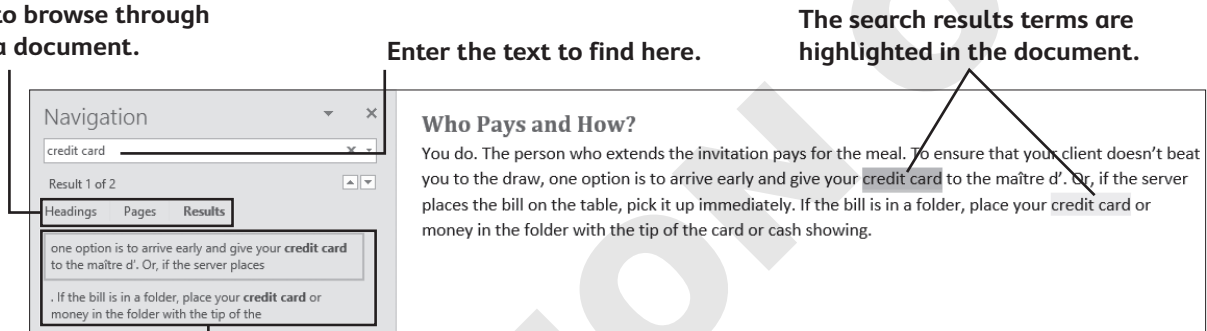 to browse through
a document.
Enter the text to find here.
The search results terms are
highlighted in the document.
Navigation
credit card
Result 1 of 2
Headings Pages Results
one option is to arrive early and give your credit card
to the maître d'. Or, if the server places
. If the bill is in a folder, place your credit card or
money in the folder with the tip of the
Who Pays and How?
You do. The person who extends the invitation pays for the meal. To ensure that your client doesn't beat
you to the draw, one option is to arrive early and give your credit card to the maître d'. Or, if the server
places the bill on the table, pick it up immediately. If the bill is in a folder, place your credit card or
money in the folder with the tip of the card or cash showing.